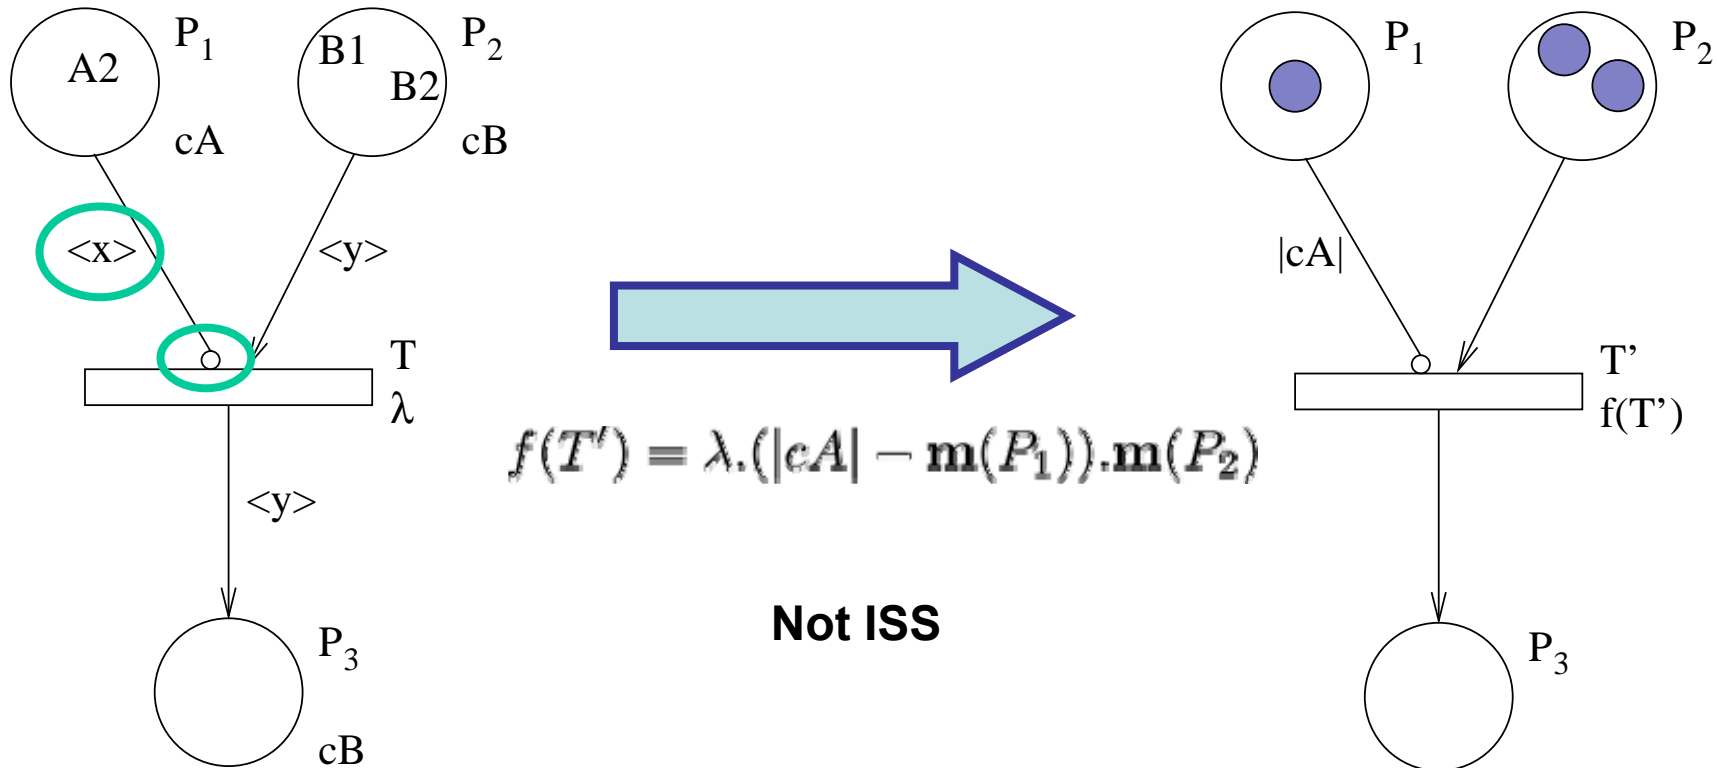 P1
A2
cA
B1
B2
P2
cB
<x>
<y>
T
λ
<y>
P3
cB
f(T′) ≡ λ.(|cA| − m(P1)).m(P2)
Not ISS
P1
P2
|cA|
T’
f(T’)
P3